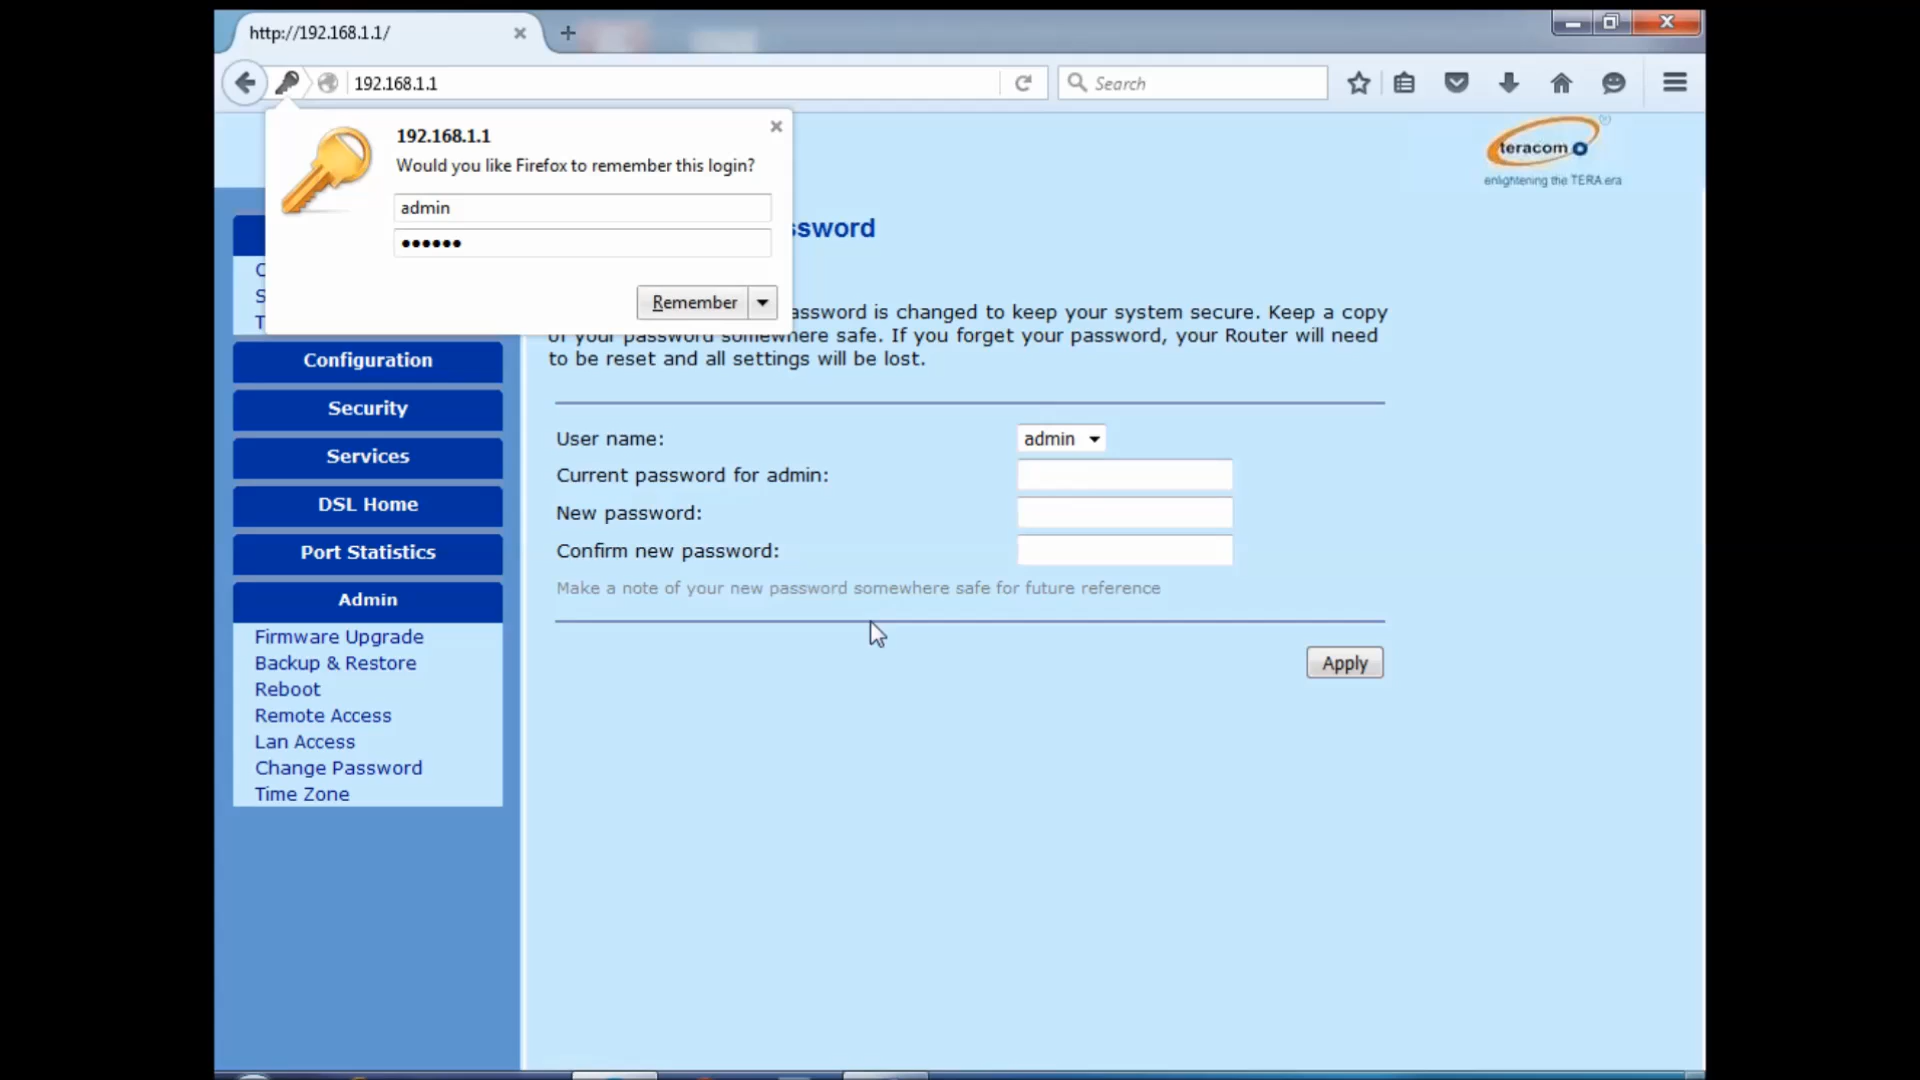 http://192.168.1.1/
192.168.1.1
Search
192.168.1.1
Would you like Firefox to remember this login?
admin
••••••
Remember
teracom
®
enlightening the TERA era
ssword
C
S
T
assword is changed to keep your system secure. Keep a copy
of your password somewhere safe. If you forget your password, your Router will need
to be reset and all settings will be lost.
Configuration
Security
Services
DSL Home
Port Statistics
Admin
Firmware Upgrade
Backup & Restore
Reboot
Remote Access
Lan Access
Change Password
Time Zone
User name:
admin
Current password for admin:
New password:
Confirm new password:
Make a note of your new password somewhere safe for future reference
Apply